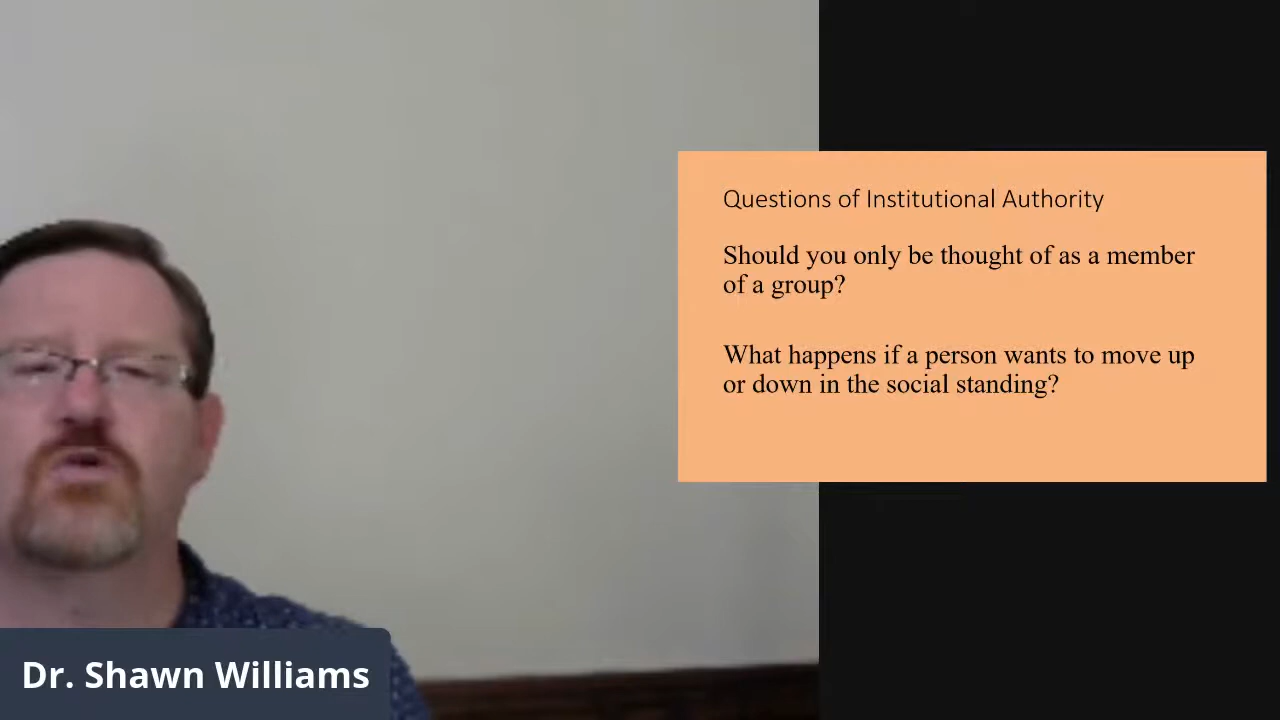 Questions of Institutional Authority
Should you only be thought of as a member
of a group?
What happens if a person wants to move up
or down in the social standing?
Dr. Shawn Williams